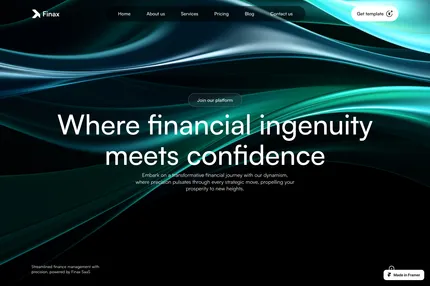 Finax
Home
About us
Services
Pricing
Blog
Contact us
Get template
Join our platform
Where financial ingenuity
meets confidence
Embark on a transformative financial journey with our dynamism,
where precision pulsates through every strategic move, propelling your
prosperity to new heights.
Streamlined finance management with
precision, powered by Finax SaaS
Made in Framer